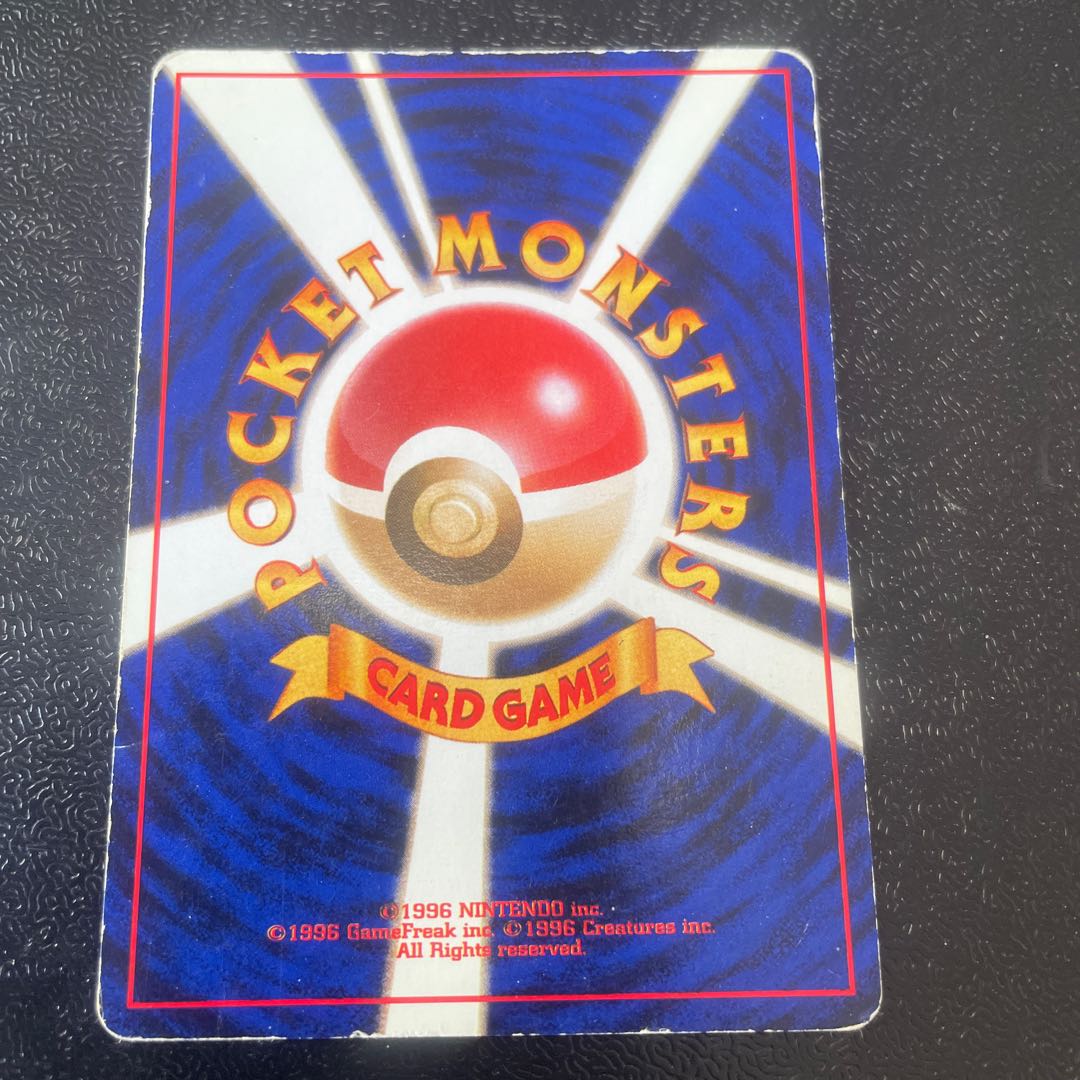 POCKET MONSTERS
CARD GAME
©1996 NINTENDO inc.
©1996 GameFreak inc. ©1996 Creatures inc.
All Rights reserved.